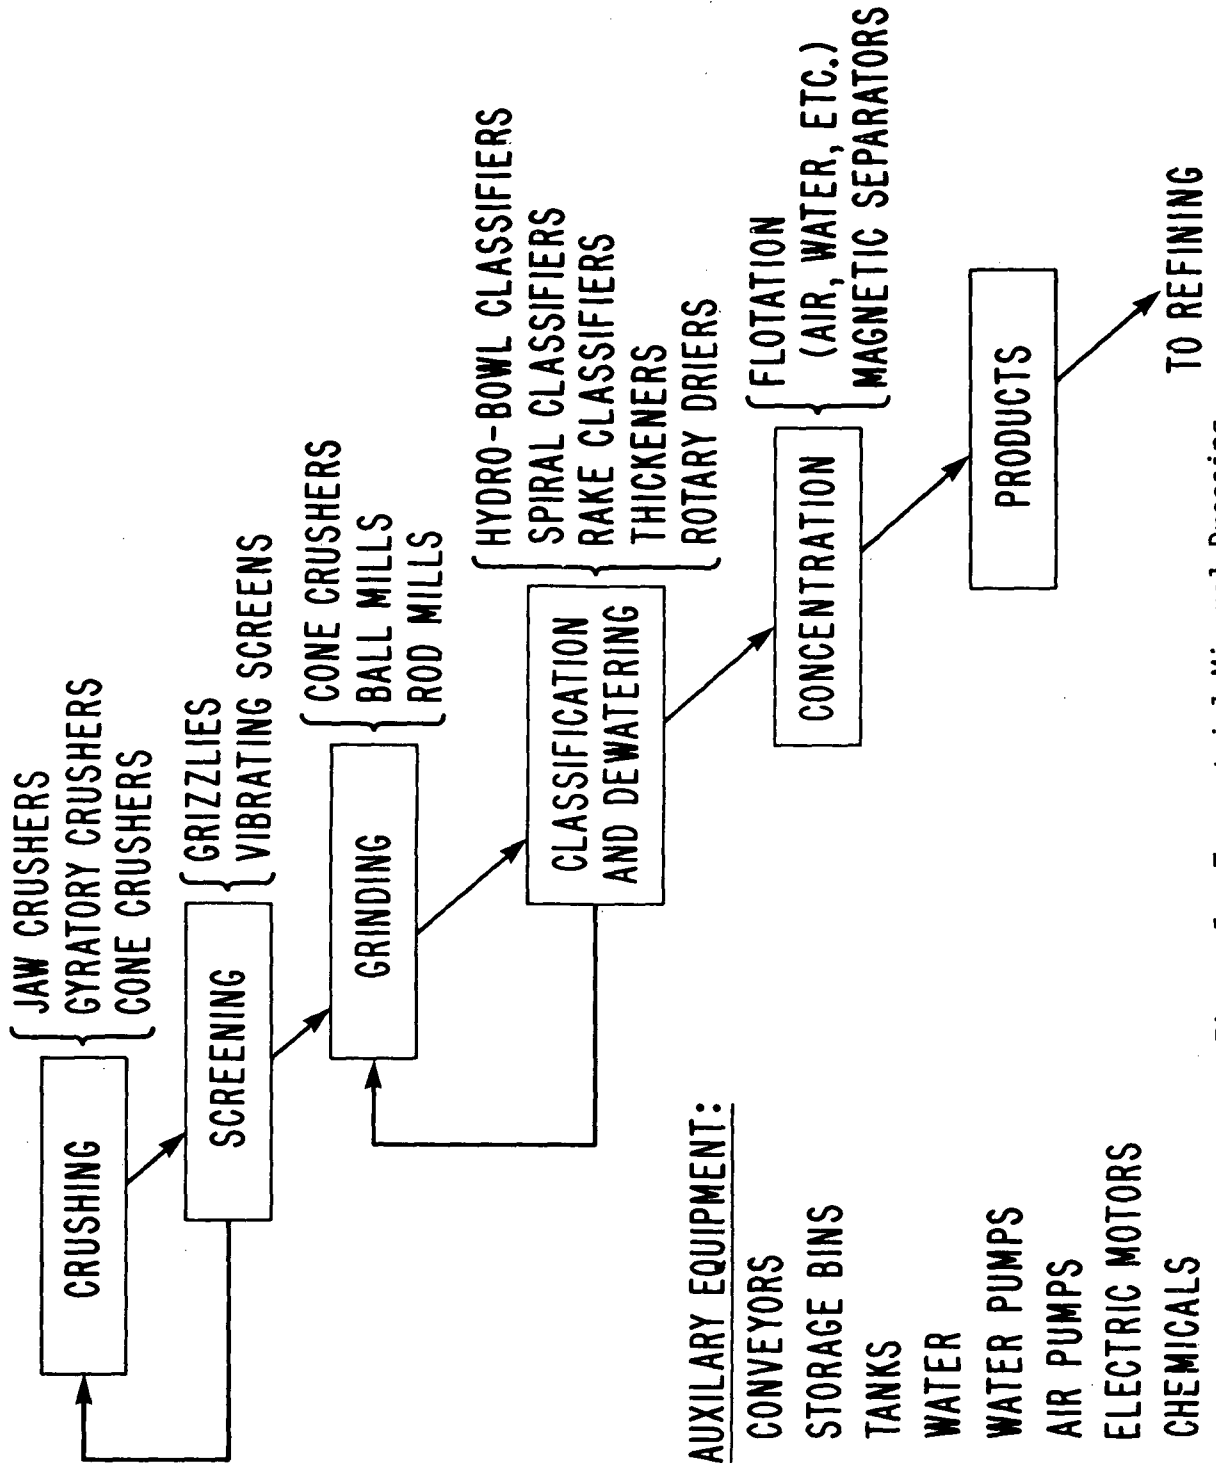 CRUSHING
JAW CRUSHERS
GYRATORY CRUSHERS
CONE CRUSHERS
SCREENING
GRIZZLIES
VIBRATING SCREENS
GRINDING
CONE CRUSHERS
BALL MILLS
ROD MILLS
CLASSIFICATION
AND DEWATERING
HYDRO-BOWL CLASSIFIERS
SPIRAL CLASSIFIERS
RAKE CLASSIFIERS
THICKENERS
ROTARY DRIERS
CONCENTRATION
FLOTATION
(AIR, WATER, ETC.)
MAGNETIC SEPARATORS
PRODUCTS
TO REFINING
AUXILARY EQUIPMENT:
CONVEYORS
STORAGE BINS
TANKS
WATER
WATER PUMPS
AIR PUMPS
ELECTRIC MOTORS
CHEMICALS